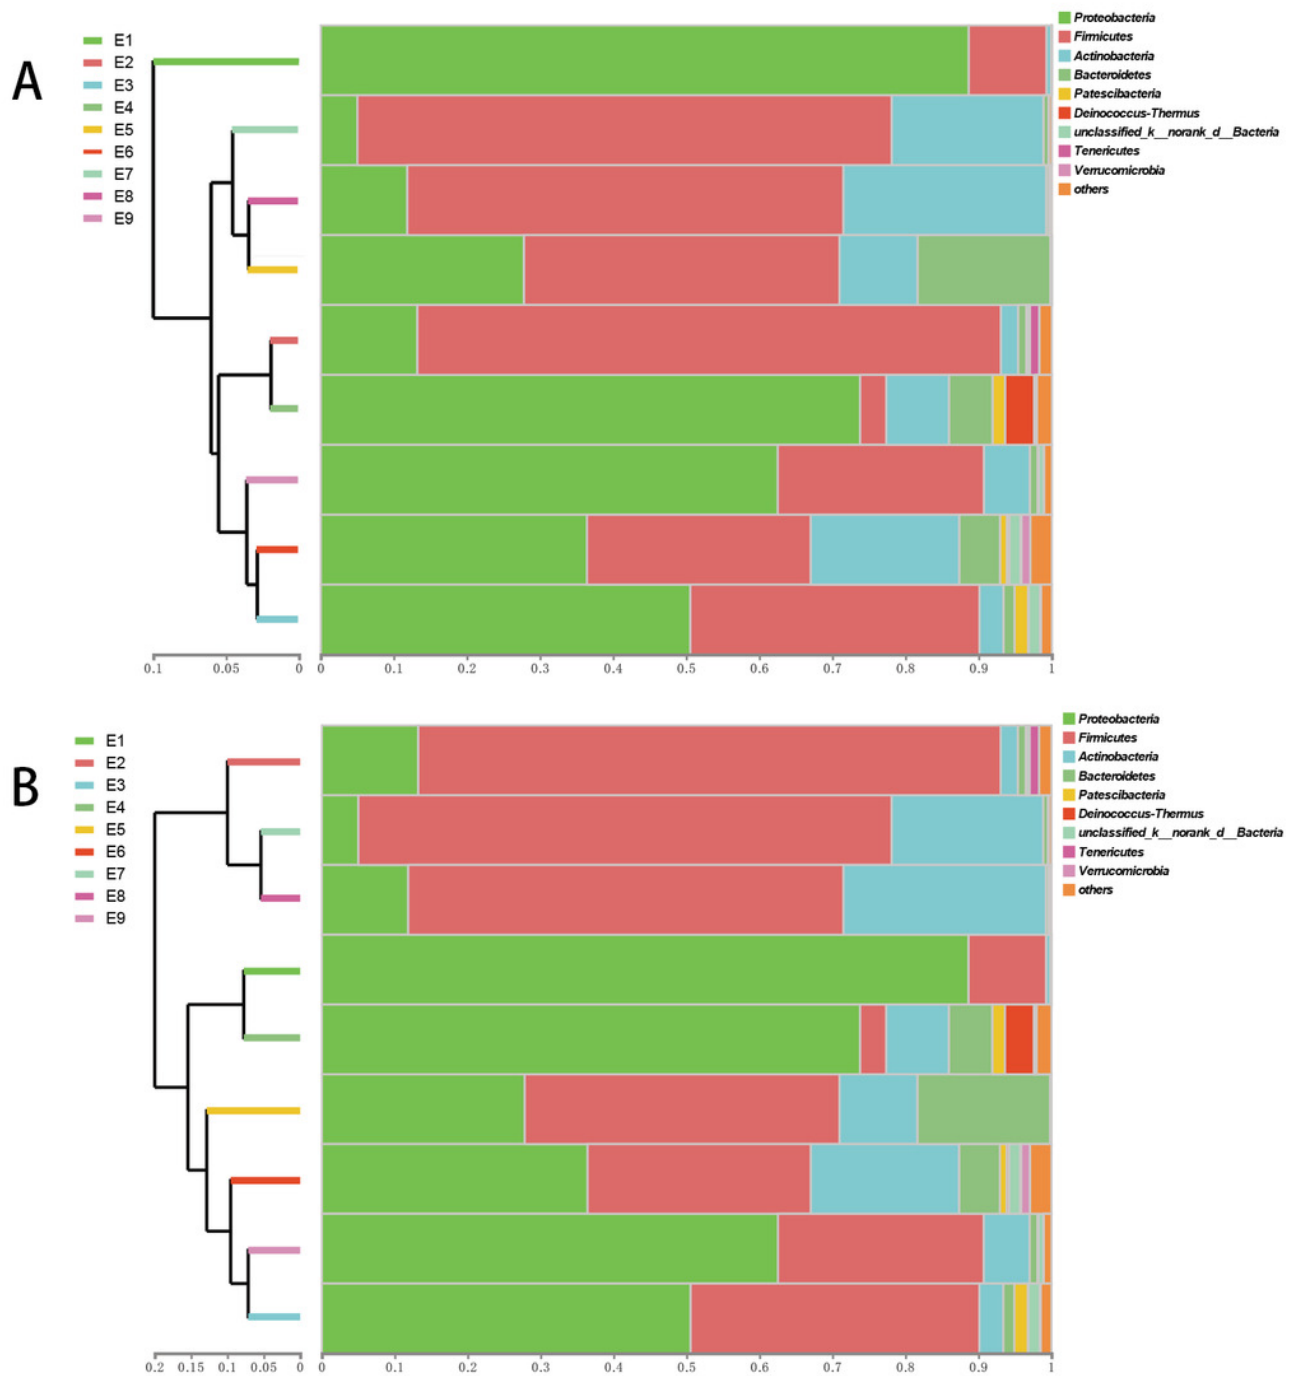 A
E1
E2
E3
E4
E5
E6
E7
E8
E9
Proteobacteria
Firmicutes
Actinobacteria
Bacteroidetes
Patescibacteria
Deinococcus-Thermus
unclassified_k__norank_d__Bacteria
Tenericutes
Verrucomicrobia
others
0.1 0.05 0
0 0.1 0.2 0.3 0.4 0.5 0.6 0.7 0.8 0.9 1
B
E1
E2
E3
E4
E5
E6
E7
E8
E9
Proteobacteria
Firmicutes
Actinobacteria
Bacteroidetes
Patescibacteria
Deinococcus-Thermus
unclassified_k__norank_d__Bacteria
Tenericutes
Verrucomicrobia
others
0.2 0.15 0.1 0.05 0
0 0.1 0.2 0.3 0.4 0.5 0.6 0.7 0.8 0.9 1